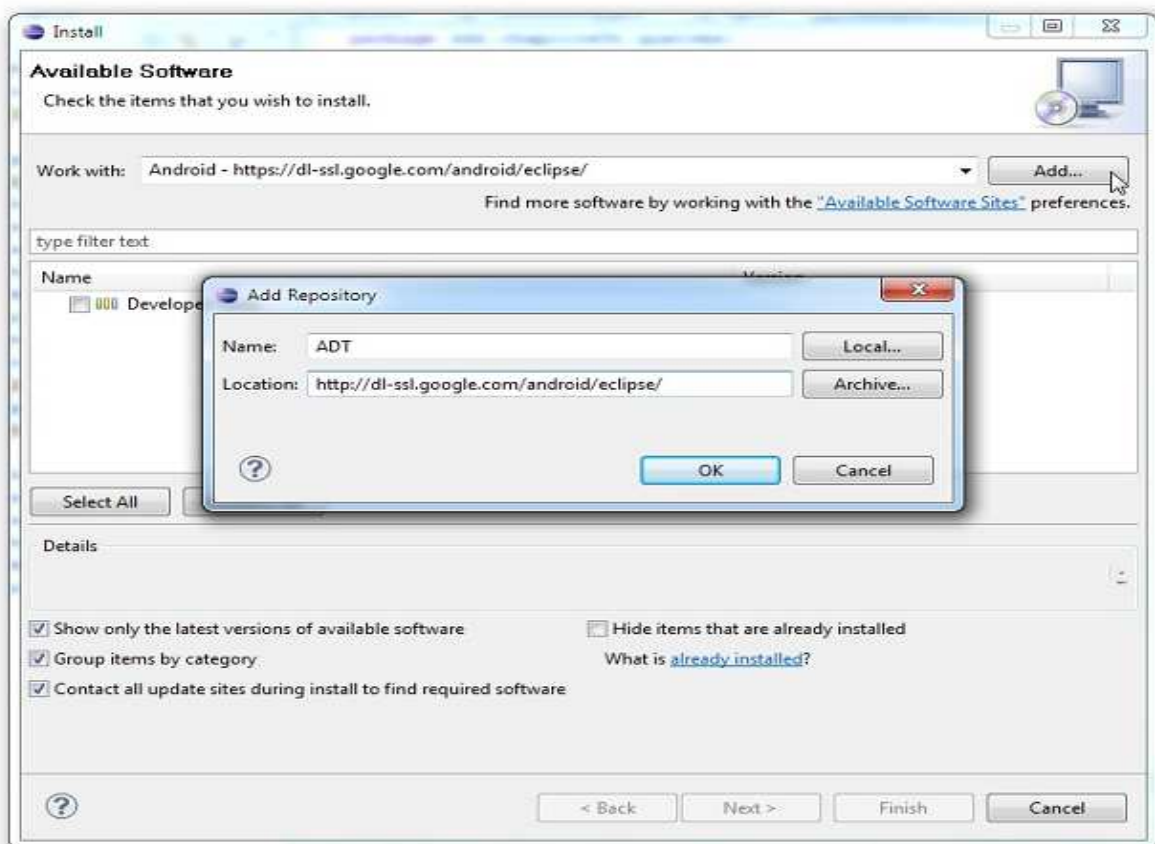 Install
Available Software
Check the items that you wish to install.
Work with: Android - https://dl-ssl.google.com/android/eclipse/ Add...
Find more software by working with the "Available Software Sites" preferences.
type filter text
Name Version
Develope
Add Repository
Name: ADT Local...
Location: http://dl-ssl.google.com/android/eclipse/ Archive...
OK Cancel
Select All
Details
Show only the latest versions of available software Hide items that are already installed
Group items by category What is already installed?
Contact all update sites during install to find required software
< Back Next > Finish Cancel